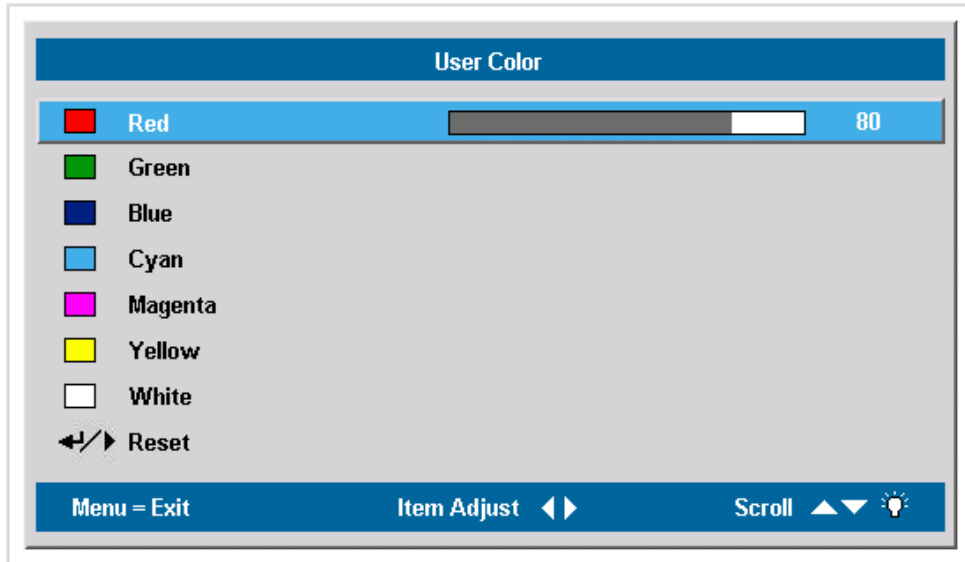 User Color
Red 80
Green
Blue
Cyan
Magenta
Yellow
White
Reset
Menu = Exit Item Adjust Scroll